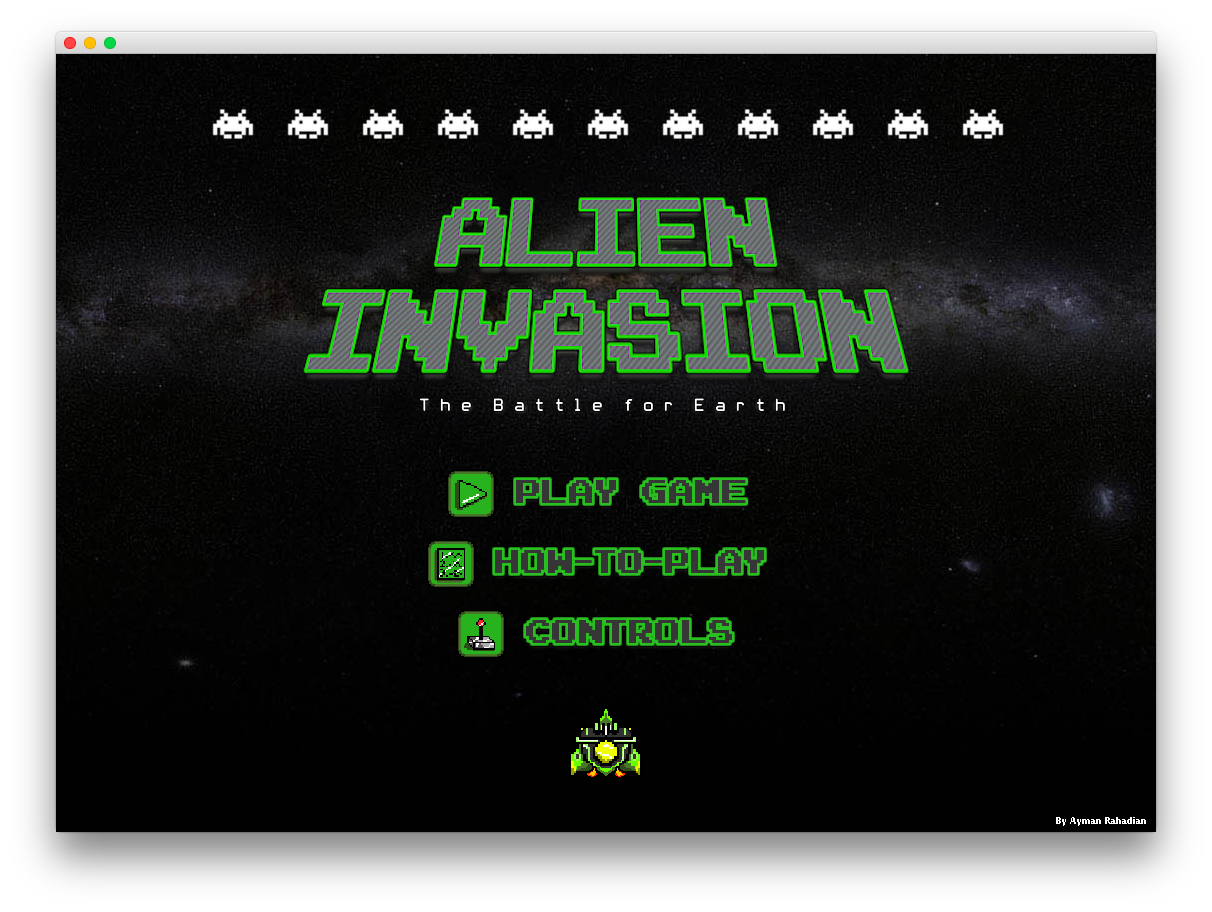 ALIEN
INVASION
The Battle for Earth
PLAY GAME
HOW-TO-PLAY
CONTROLS
By Ayman Rahadian